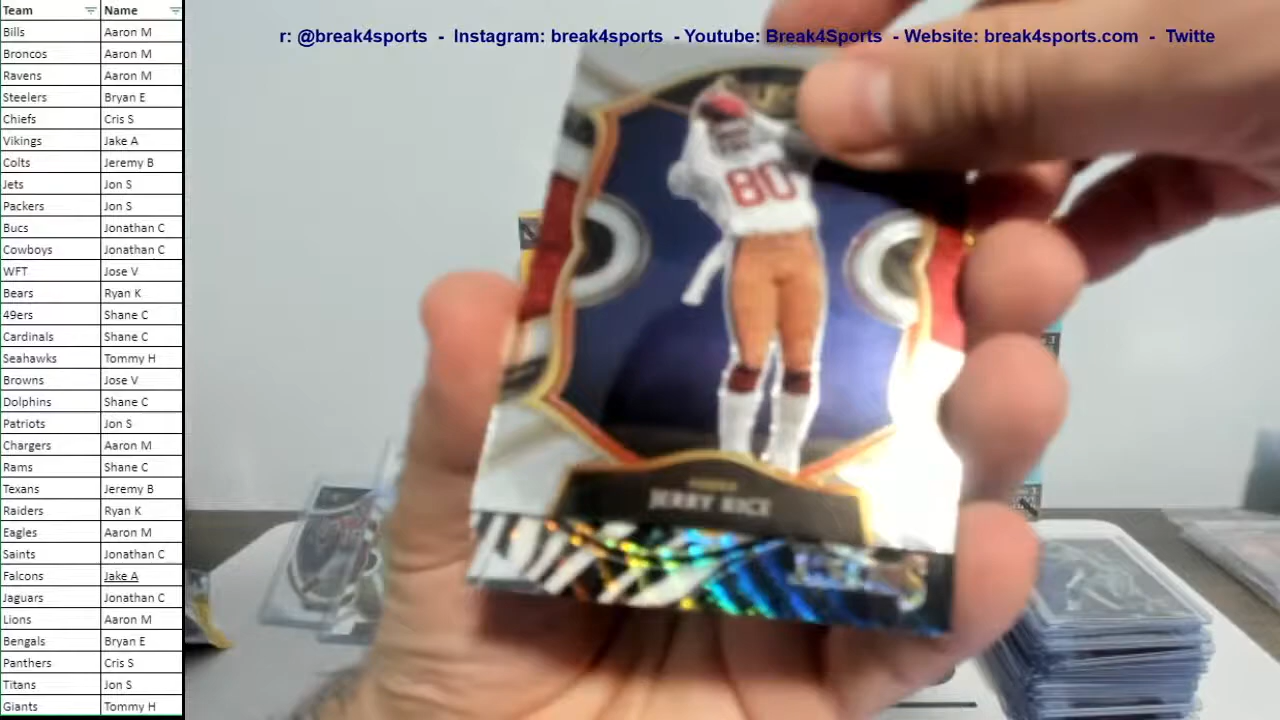 Team Name
Bills Aaron M
Broncos Aaron M
Ravens Aaron M
Steelers Bryan E
Chiefs Cris S
Vikings Jake A
Colts Jeremy B
Jets Jon S
Packers Jon S
Bucs Jonathan C
Cowboys Jonathan C
WFT Jose V
Bears Ryan K
49ers Shane C
Cardinals Shane C
Seahawks Tommy H
Browns Jose V
Dolphins Shane C
Patriots Jon S
Chargers Aaron M
Rams Shane C
Texans Jeremy B
Raiders Ryan K
Eagles Aaron M
Saints Jonathan C
Falcons Jake A
Jaguars Jonathan C
Lions Aaron M
Bengals Bryan E
Panthers Cris S
Titans Jon S
Giants Tommy H
r: @break4sports - Instagram: break4sports - Youtube: Break4Sports - Website: break4sports.com - Twitte
80
JERRY RICE